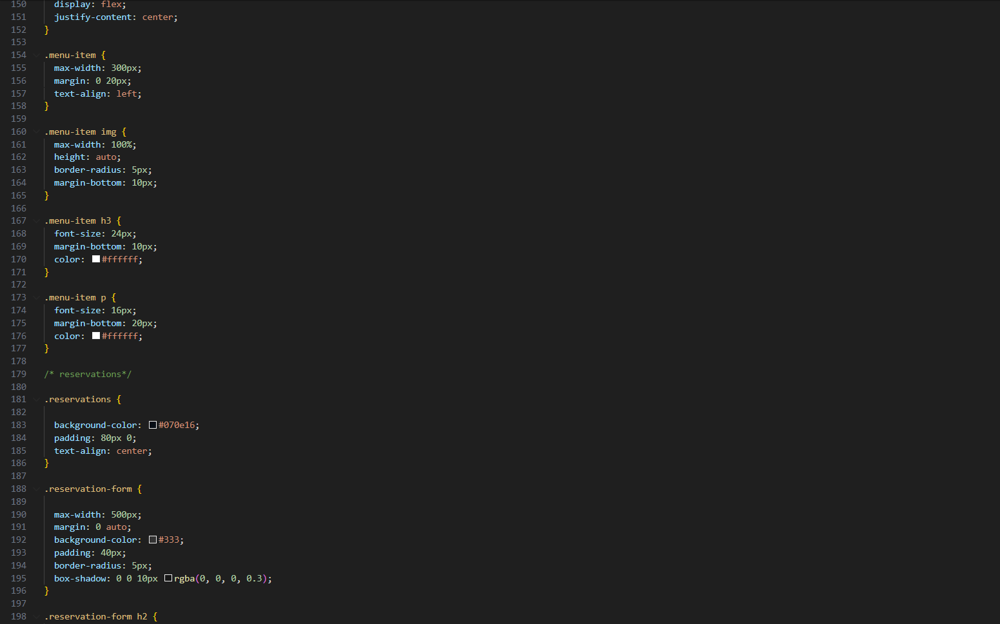 150 display: flex;
151 justify-content: center;
152 }
153
154 .menu-item {
155 max-width: 300px;
156 margin: 0 20px;
157 text-align: left;
158 }
159
160 .menu-item img {
161 max-width: 100%;
162 height: auto;
163 border-radius: 5px;
164 margin-bottom: 10px;
165 }
166
167 .menu-item h3 {
168 font-size: 24px;
169 margin-bottom: 10px;
170 color: #ffffff;
171 }
172
173 .menu-item p {
174 font-size: 16px;
175 margin-bottom: 20px;
176 color: #ffffff;
177 }
178
179 /* reservations*/
180
181 .reservations {
182
183 background-color: #070e16;
184 padding: 80px 0;
185 text-align: center;
186 }
187
188 .reservation-form {
189
190 max-width: 500px;
191 margin: 0 auto;
192 background-color: #333;
193 padding: 40px;
194 border-radius: 5px;
195 box-shadow: 0 0 10px rgba(0, 0, 0, 0.3);
196 }
197
198 .reservation-form h2 {